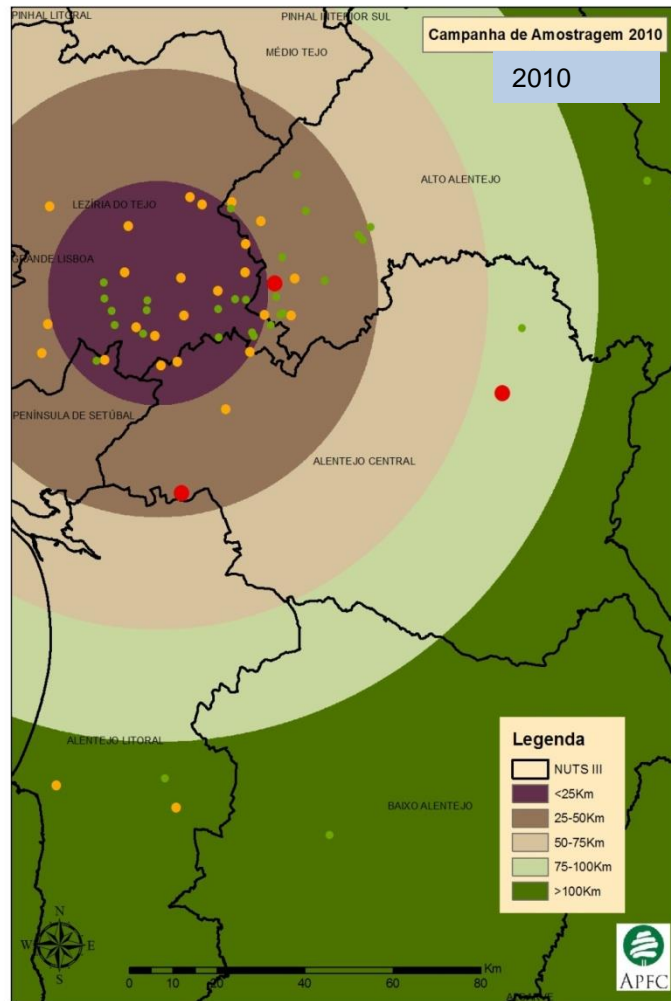 PINHAL LITORAL
PINHAL INTERIOR SUL
Campanha de Amostragem 2010
MÉDIO TEJO
2010
ALTO ALENTEJO
LEZÍRIA DO TEJO
GRANDE LISBOA
PENÍNSULA DE SETÚBAL
ALENTEJO CENTRAL
ALENTEJO LITORAL
BAIXO ALENTEJO
Legenda
NUTS III
<25Km
25-50Km
50-75Km
75-100Km
>100Km
N
W E
S
Km
0 10 20 40 60 80
APFC
ALGARVE